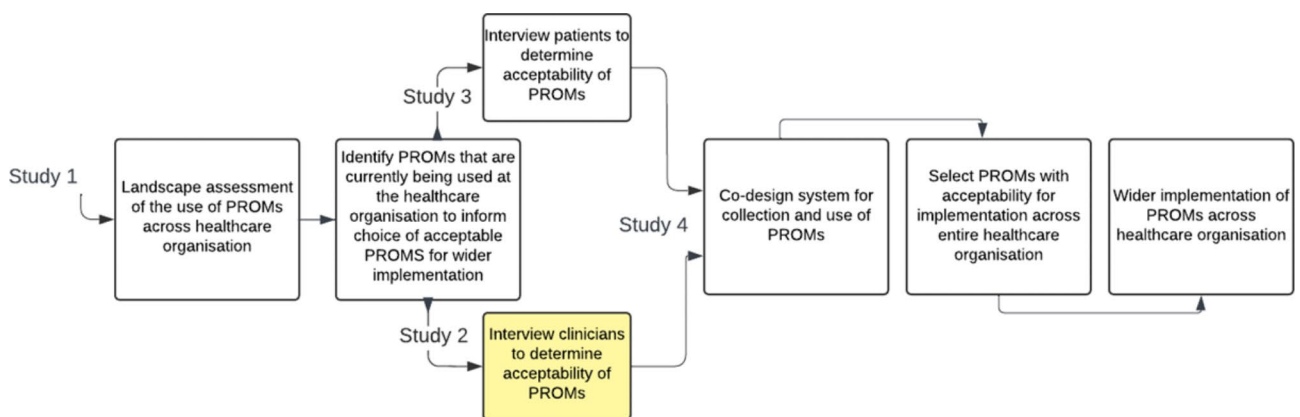 Study 1
Landscape assessment
of the use of PROMs
across healthcare
organisation
Identify PROMs that are
currently being used at
the healthcare
organisation to inform
choice of acceptable
PROMS for wider
implementation
Study 3
Interview patients to
determine
acceptability of
PROMs
Study 2
Interview clinicians
to determine
acceptability of
PROMs
Study 4
Co-design system for
collection and use of
PROMs
Select PROMs with
acceptability for
implementation across
entire healthcare
organisation
Wider implementation of
PROMs across
healthcare organisation